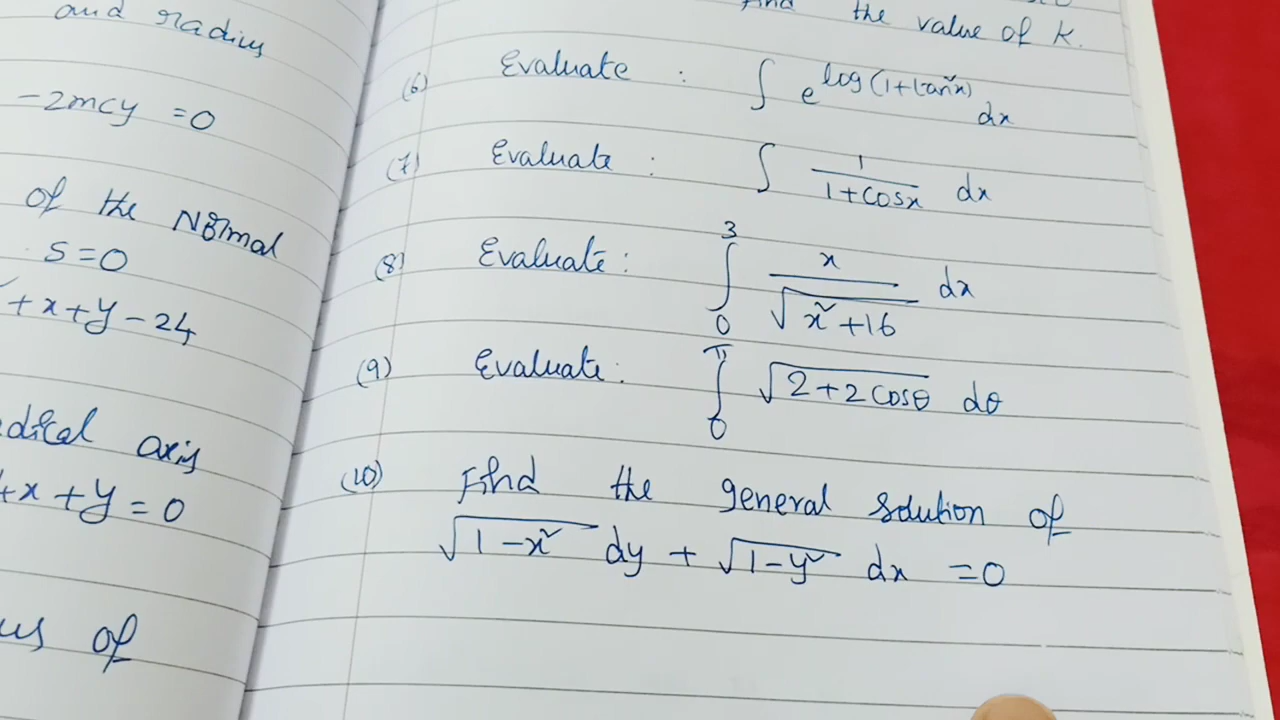 and radius
-2mcy = 0
of the Normal
S = 0
+ x + y - 24
axis
+ x + y = 0
of
the value of k.
(6) Evaluate : ∫ e^{log(1+tan²x)} dx
(7) Evaluate : ∫ 1/(1+cosx) dx
(8) Evaluate : ∫₀³ x/√(x²+16) dx
(9) Evaluate : ∫₀^π √(2+2cosθ) dθ
(10) Find the general solution of
√(1-x²) dy + √(1-y²) dx = 0